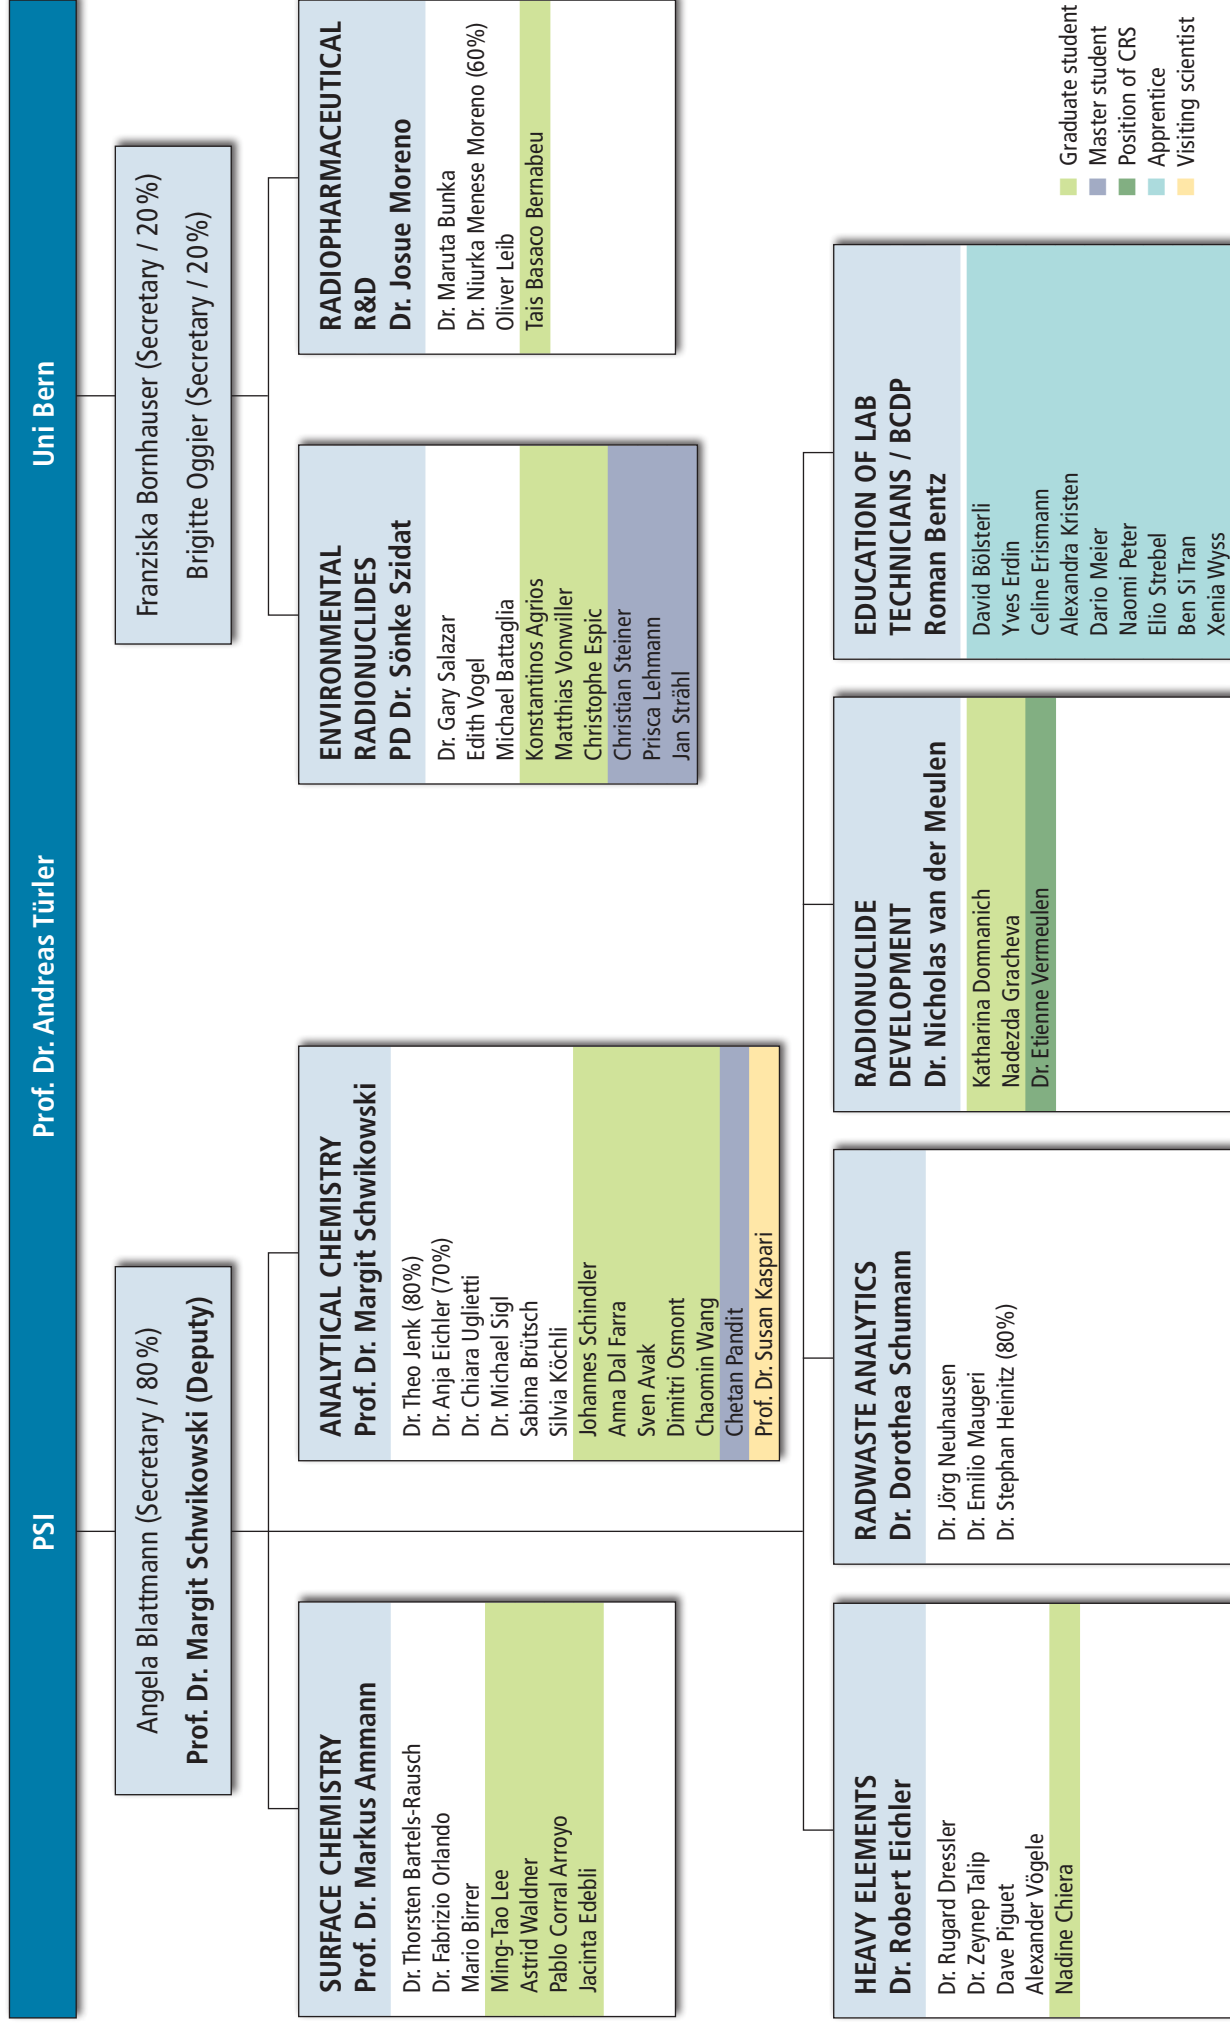 PSI
Prof. Dr. Andreas Türler
Uni Bern
Angela Blattmann (Secretary / 80%)
Prof. Dr. Margit Schwikowski (Deputy)
Franziska Bornhauser (Secretary / 20%)
Brigitte Oggier (Secretary / 20%)
SURFACE CHEMISTRY
Prof. Dr. Markus Ammann
Dr. Thorsten Bartels-Rausch
Dr. Fabrizio Orlando
Mario Birrer
Ming-Tao Lee
Astrid Waldner
Pablo Corral Arroyo
Jacinta Edebli
ANALYTICAL CHEMISTRY
Prof. Dr. Margit Schwikowski
Dr. Theo Jenk (80%)
Dr. Anja Eichler (70%)
Dr. Chiara Uglietti
Dr. Michael Sigl
Sabina Brütsch
Silvia Köchli
Johannes Schindler
Anna Dal Farra
Sven Avak
Dimitri Osmont
Chaomin Wang
Chetan Pandit
Prof. Dr. Susan Kaspari
ENVIRONMENTAL
RADIONUCLIDES
PD Dr. Sönke Szidat
Dr. Gary Salazar
Edith Vogel
Michael Battaglia
Konstantinos Agrios
Matthias Vonwiller
Christophe Espic
Christian Steiner
Prisca Lehmann
Jan Strähl
RADIOPHARMACEUTICAL
R&D
Dr. Josue Moreno
Dr. Maruta Bunka
Dr. Niurka Menese Moreno (60%)
Oliver Leib
Tais Basaco Bernabeu
HEAVY ELEMENTS
Dr. Robert Eichler
Dr. Rugard Dressler
Dr. Zeynep Talip
Dave Piguet
Alexander Vögele
Nadine Chiera
RADWASTE ANALYTICS
Dr. Dorothea Schumann
Dr. Jörg Neuhausen
Dr. Emilio Maugeri
Dr. Stephan Heinitz (80%)
RADIONUCLIDE
DEVELOPMENT
Dr. Nicholas van der Meulen
Katharina Domnanich
Nadezda Gracheva
Dr. Etienne Vermeulen
EDUCATION OF LAB
TECHNICIANS / BCDP
Roman Bentz
David Bölsterli
Yves Erdin
Celine Erismann
Alexandra Kristen
Dario Meier
Naomi Peter
Elio Strebel
Ben Si Tran
Xenia Wyss
Graduate student
Master student
Position of CRS
Apprentice
Visiting scientist